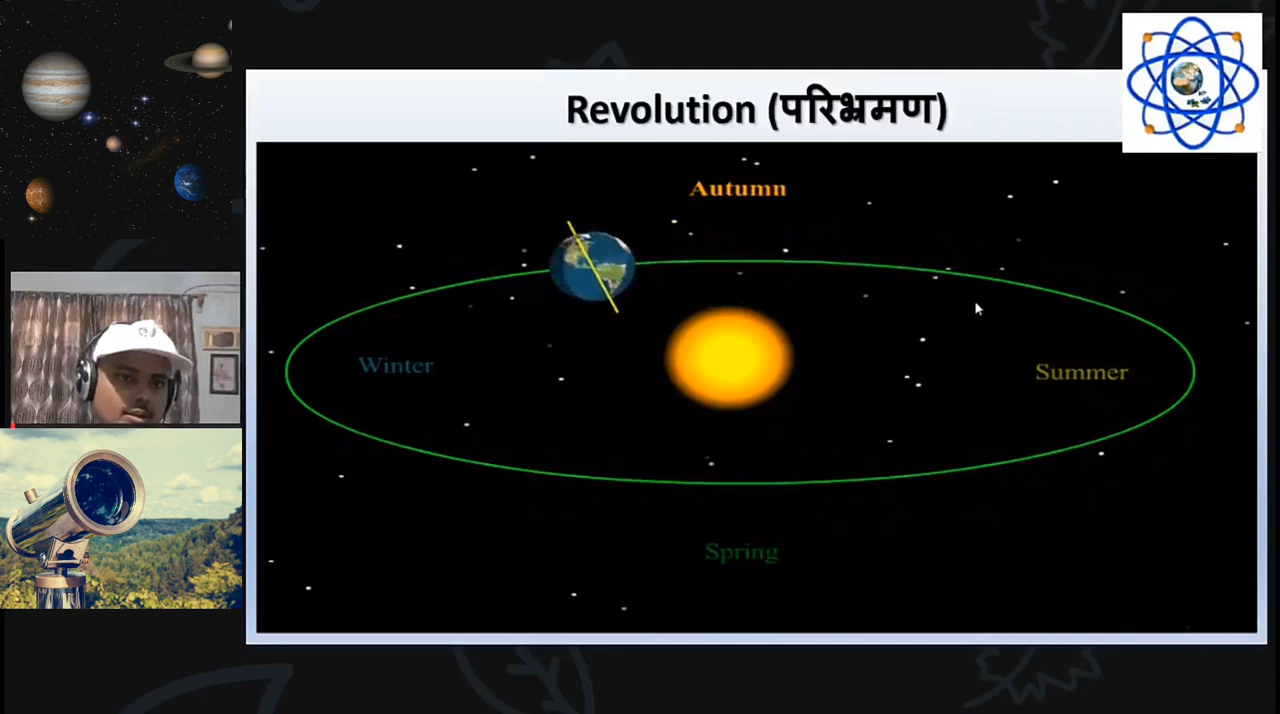 Revolution (परिभ्रमण)
Autumn
Winter
Summer
Spring